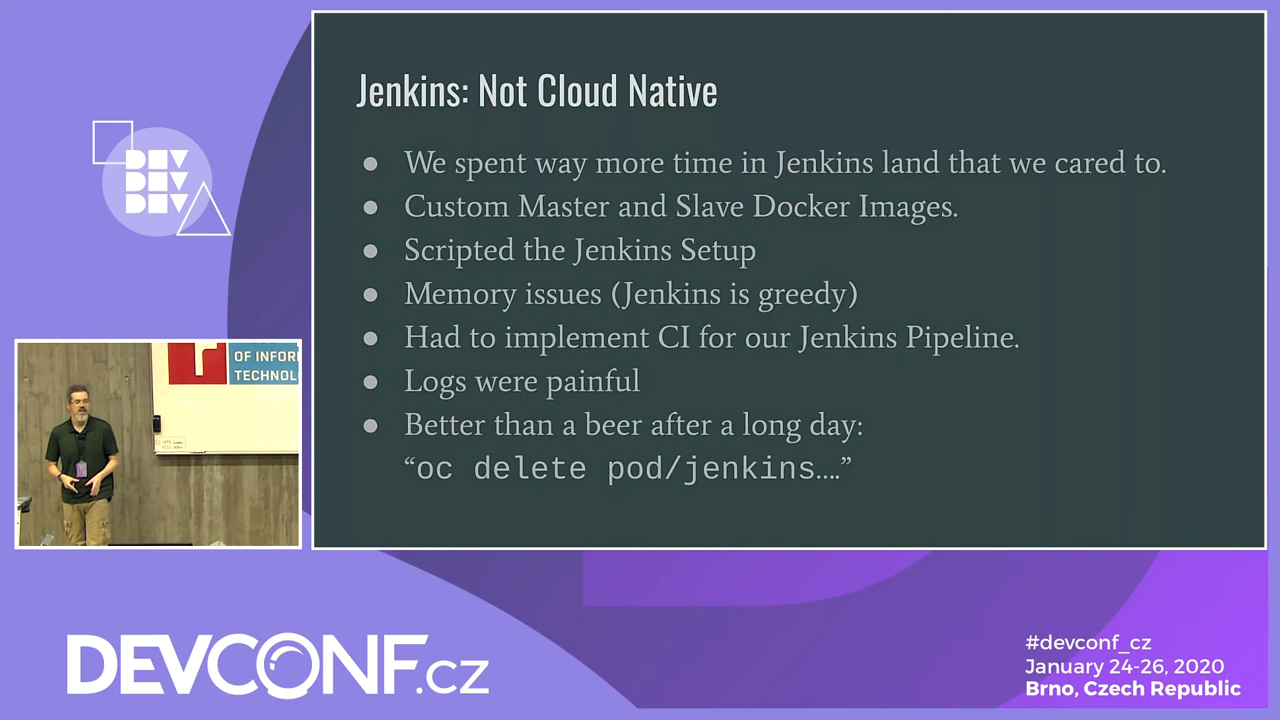 Jenkins: Not Cloud Native
● We spent way more time in Jenkins land that we cared to.
● Custom Master and Slave Docker Images.
● Scripted the Jenkins Setup
● Memory issues (Jenkins is greedy)
● Had to implement CI for our Jenkins Pipeline.
● Logs were painful
● Better than a beer after a long day:
“oc delete pod/jenkins….”
DEV
DEV
DEV
OF INFOR
TECHNOL
DEVCONF.cz
#devconf_cz
January 24-26, 2020
Brno, Czech Republic